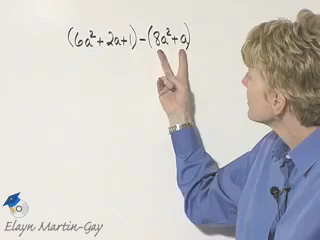 (6a² + 2a + 1) − (8a² + a)
Elayn Martin-Gay